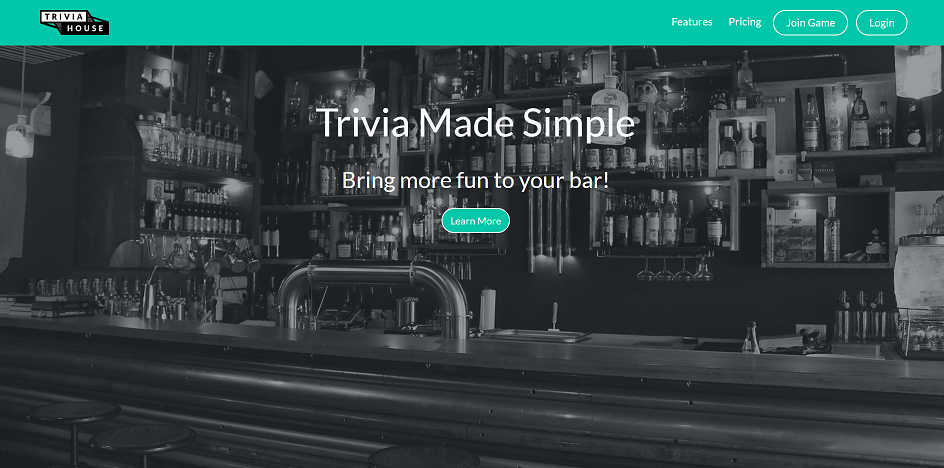 TRIVIA
HOUSE
Features
Pricing
Join Game
Login
Trivia Made Simple
Bring more fun to your bar!
Learn More